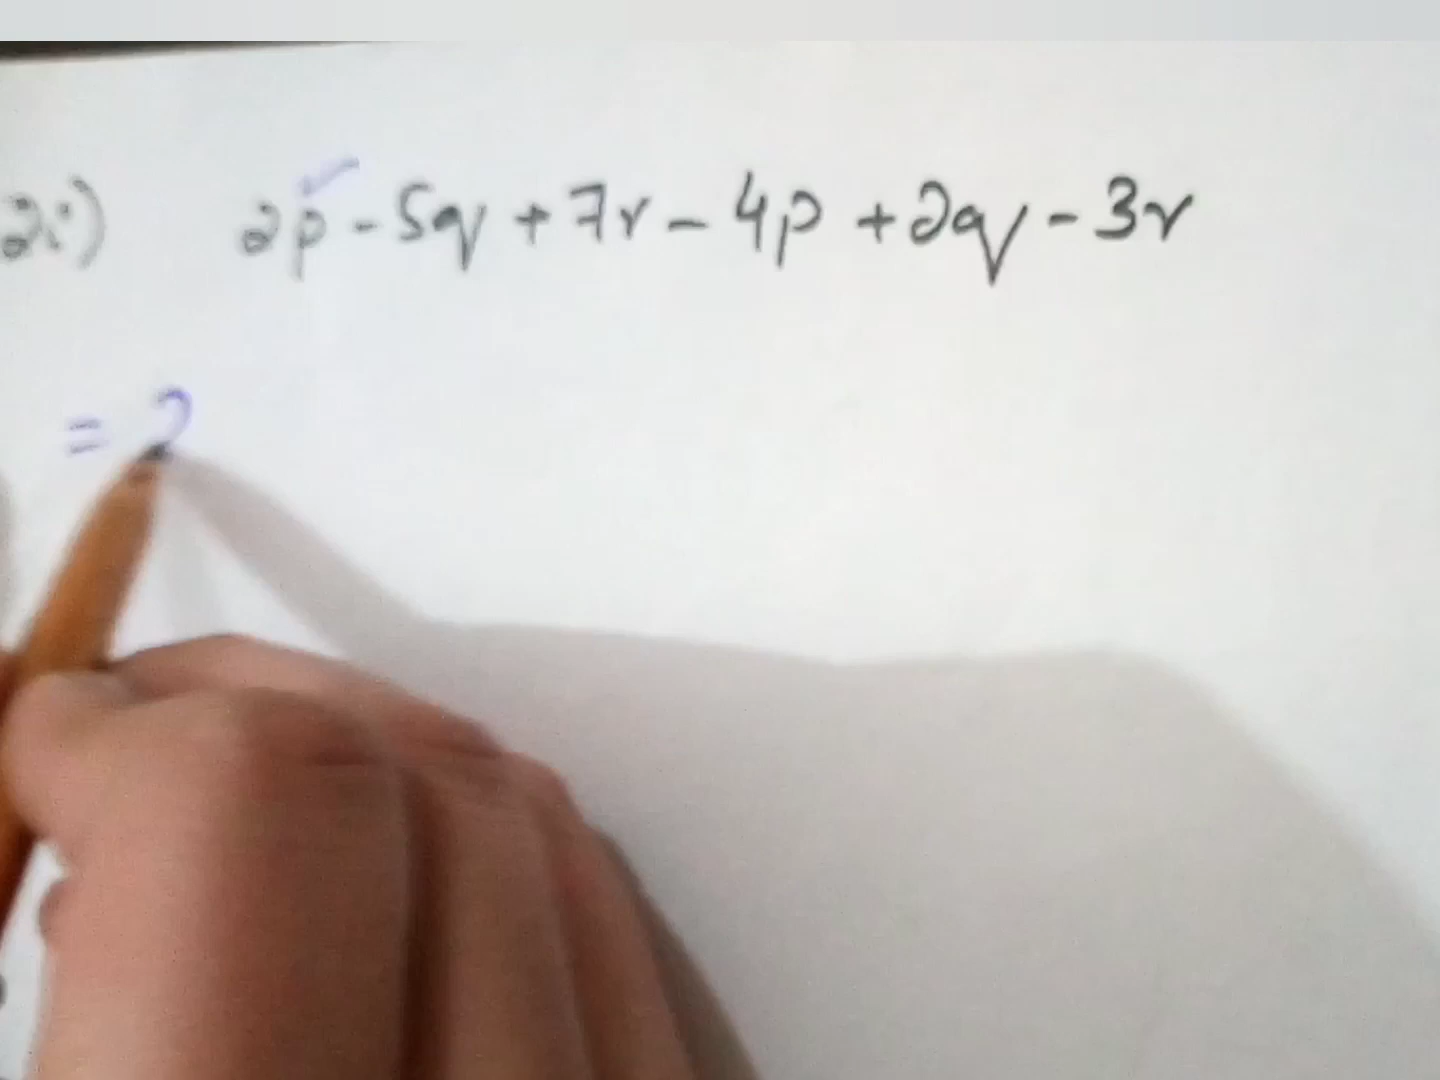 2i) 2p - 5q + 7r - 4p + 2q - 3r
= 2